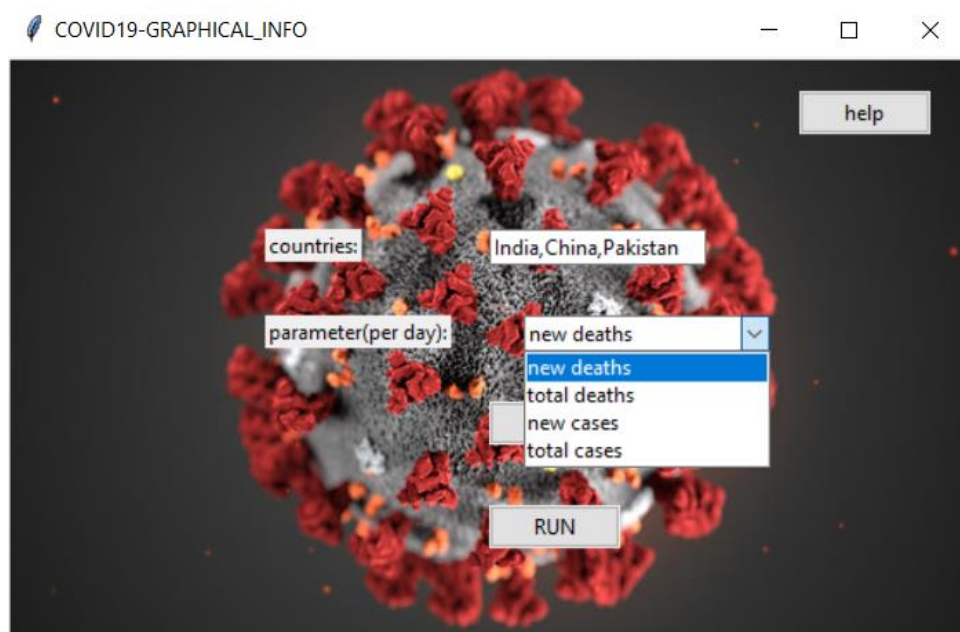 COVID19-GRAPHICAL_INFO
help
countries:
India,China,Pakistan
parameter(per day):
new deaths
new deaths
total deaths
new cases
total cases
RUN